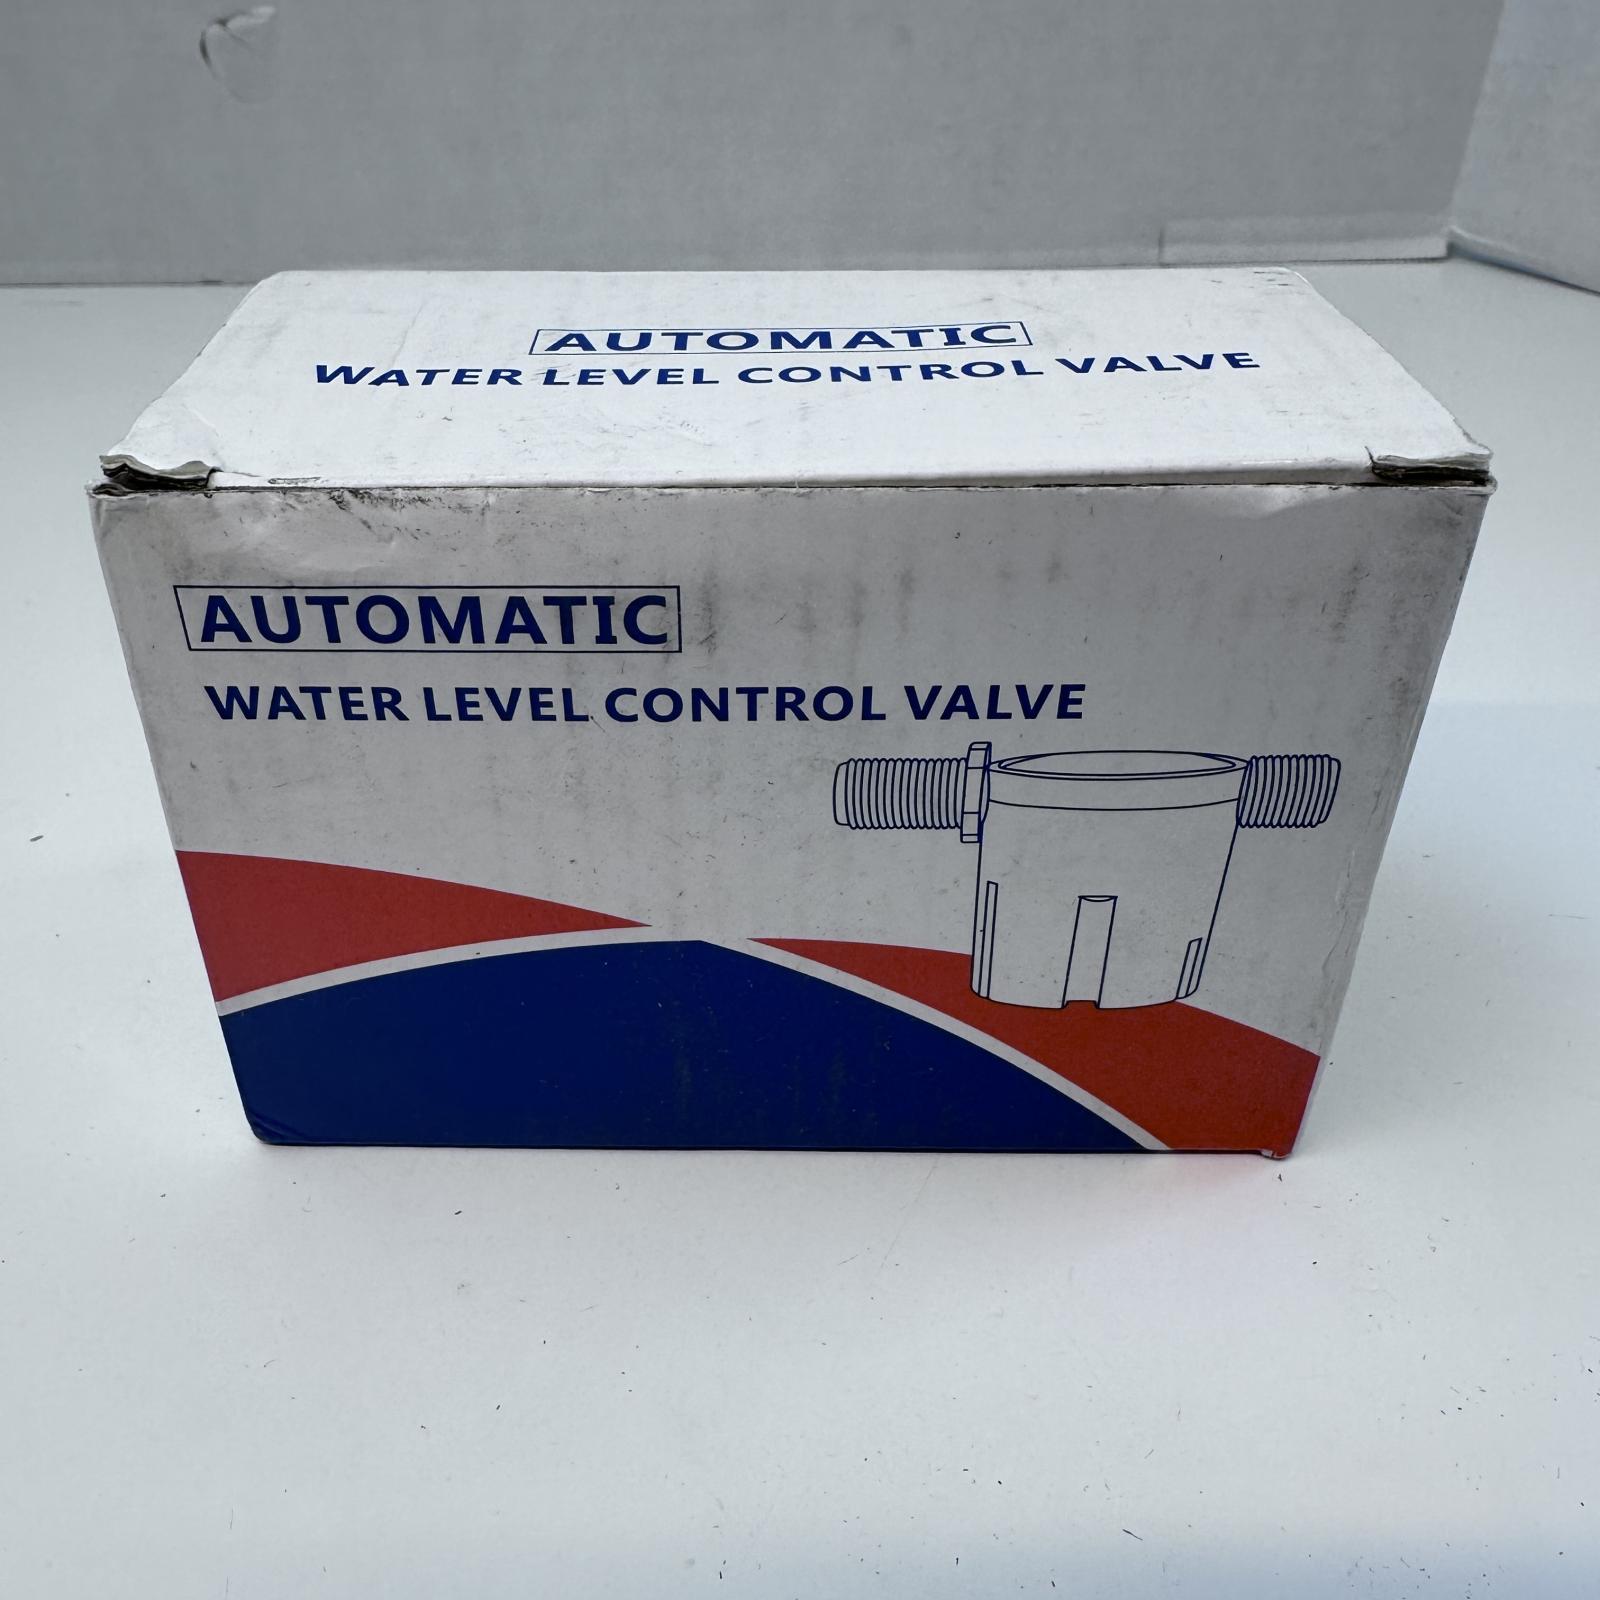 AUTOMATIC
WATER LEVEL CONTROL VALVE
AUTOMATIC
WATER LEVEL CONTROL VALVE